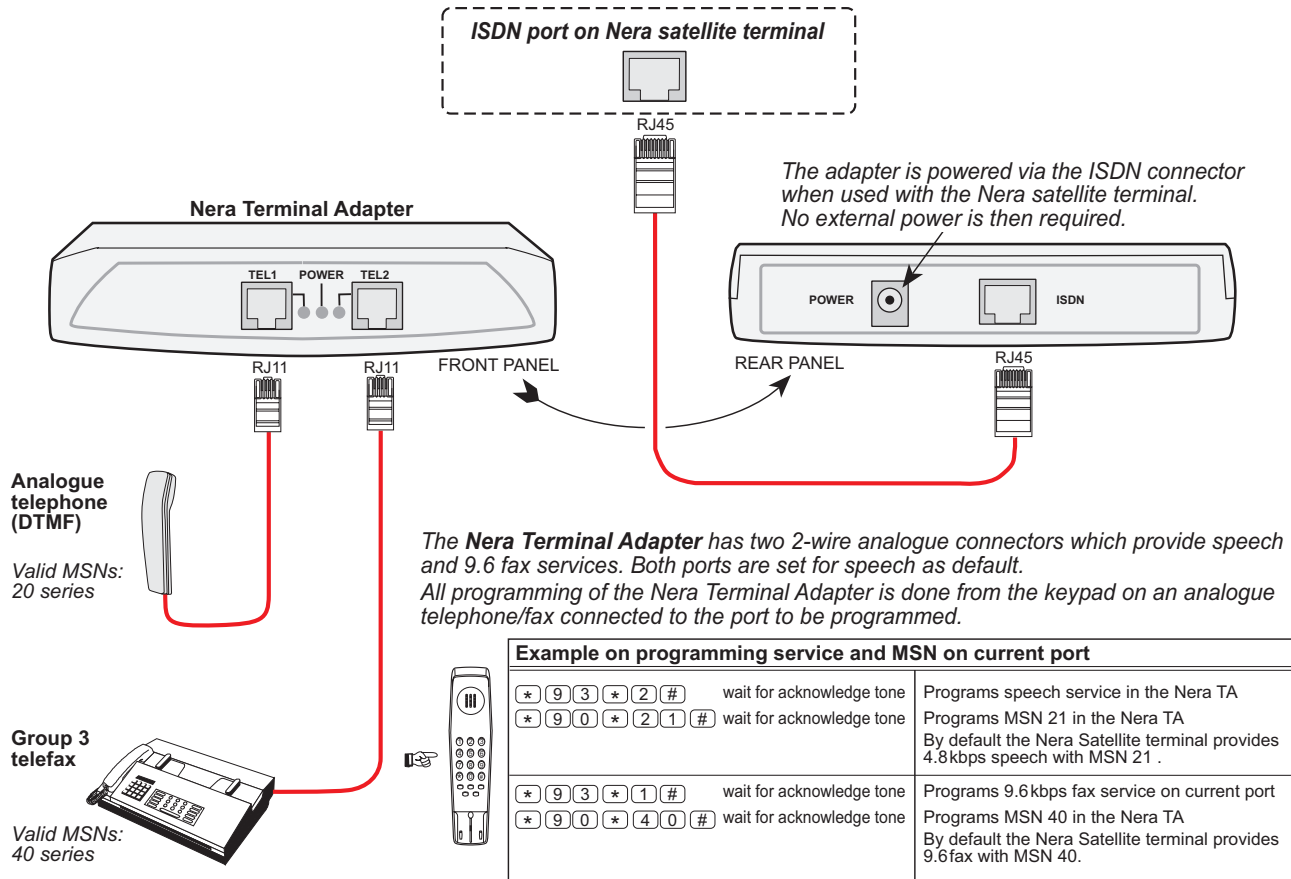 ISDN port on Nera satellite terminal
RJ45
The adapter is powered via the ISDN connector
when used with the Nera satellite terminal.
No external power is then required.
Nera Terminal Adapter
TEL1 POWER TEL2
POWER
ISDN
RJ11
RJ11
FRONT PANEL
REAR PANEL
RJ45
Analogue
telephone
(DTMF)
Valid MSNs:
20 series
The Nera Terminal Adapter has two 2-wire analogue connectors which provide speech
and 9.6 fax services. Both ports are set for speech as default.
All programming of the Nera Terminal Adapter is done from the keypad on an analogue
telephone/fax connected to the port to be programmed.
Group 3
telefax
Valid MSNs:
40 series
Example on programming service and MSN on current port
* 9 3 * 2 # wait for acknowledge tone Programs speech service in the Nera TA
* 9 0 * 2 1 # wait for acknowledge tone Programs MSN 21 in the Nera TA
By default the Nera Satellite terminal provides
4.8kbps speech with MSN 21 .
* 9 3 * 1 # wait for acknowledge tone Programs 9.6kbps fax service on current port
* 9 0 * 4 0 # wait for acknowledge tone Programs MSN 40 in the Nera TA
By default the Nera Satellite terminal provides
9.6fax with MSN 40.